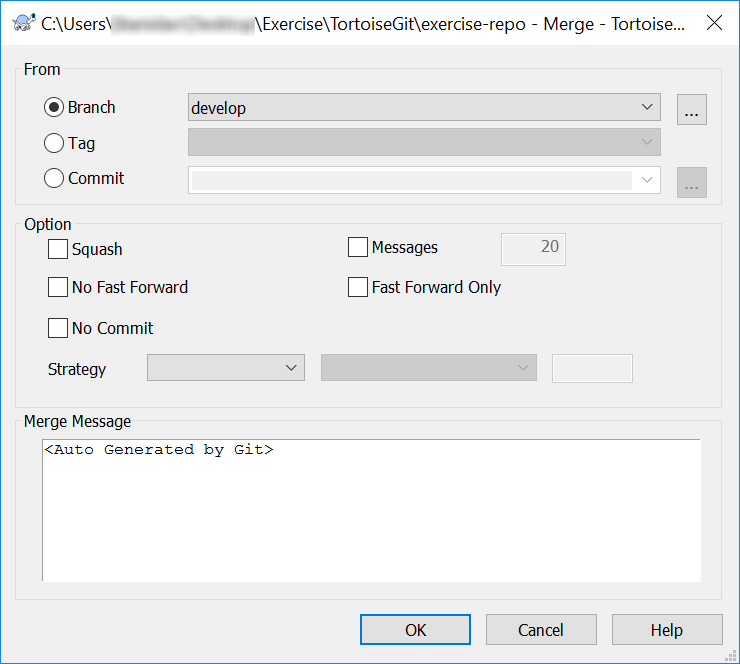 C:\Users\ \Exercise\TortoiseGit\exercise-repo - Merge - Tortoise...
From
Branch develop ...
Tag
Commit ...
Option
Squash Messages 20
No Fast Forward Fast Forward Only
No Commit
Strategy
Merge Message
<Auto Generated by Git>
OK Cancel Help